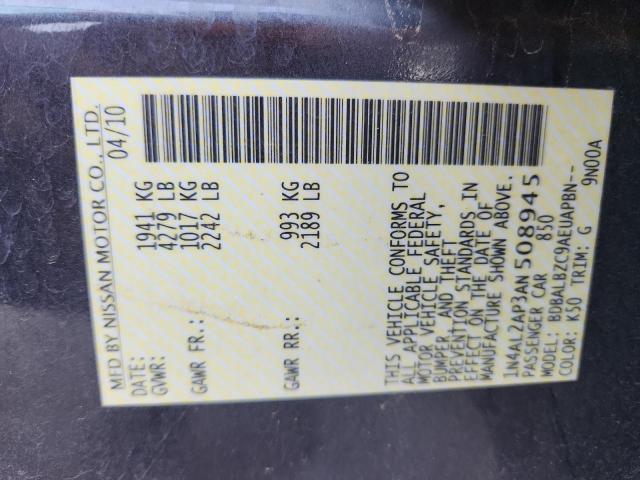 MFD BY NISSAN MOTOR CO., LTD.
DATE: 04/10
GVWR: 1941 KG
4279 LB
GAWR FR.: 1017 KG
2242 LB
GAWR RR.: 993 KG
2189 LB
THIS VEHICLE CONFORMS TO
ALL APPLICABLE FEDERAL
MOTOR VEHICLE SAFETY,
BUMPER, AND THEFT
PREVENTION STANDARDS IN
EFFECT ON THE DATE OF
MANUFACTURE SHOWN ABOVE.
1N4AL2AP3AN508945
PASSENGER CAR 850
MODEL: BDBALBZC9AEUAPBN--
COLOR: K50 TRIM: G 9N00A